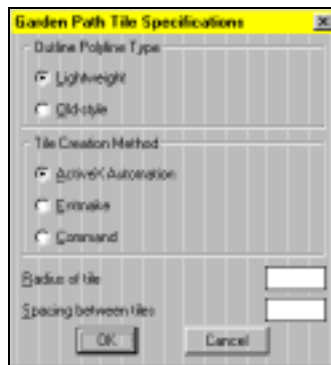 Garden Path Tile Specifications
Outline Polyline Type
Lightweight
Old-style
Tile Creation Method
ActiveX Automation
Entmake
Command
Radius of tile
Spacing between tiles
OK Cancel